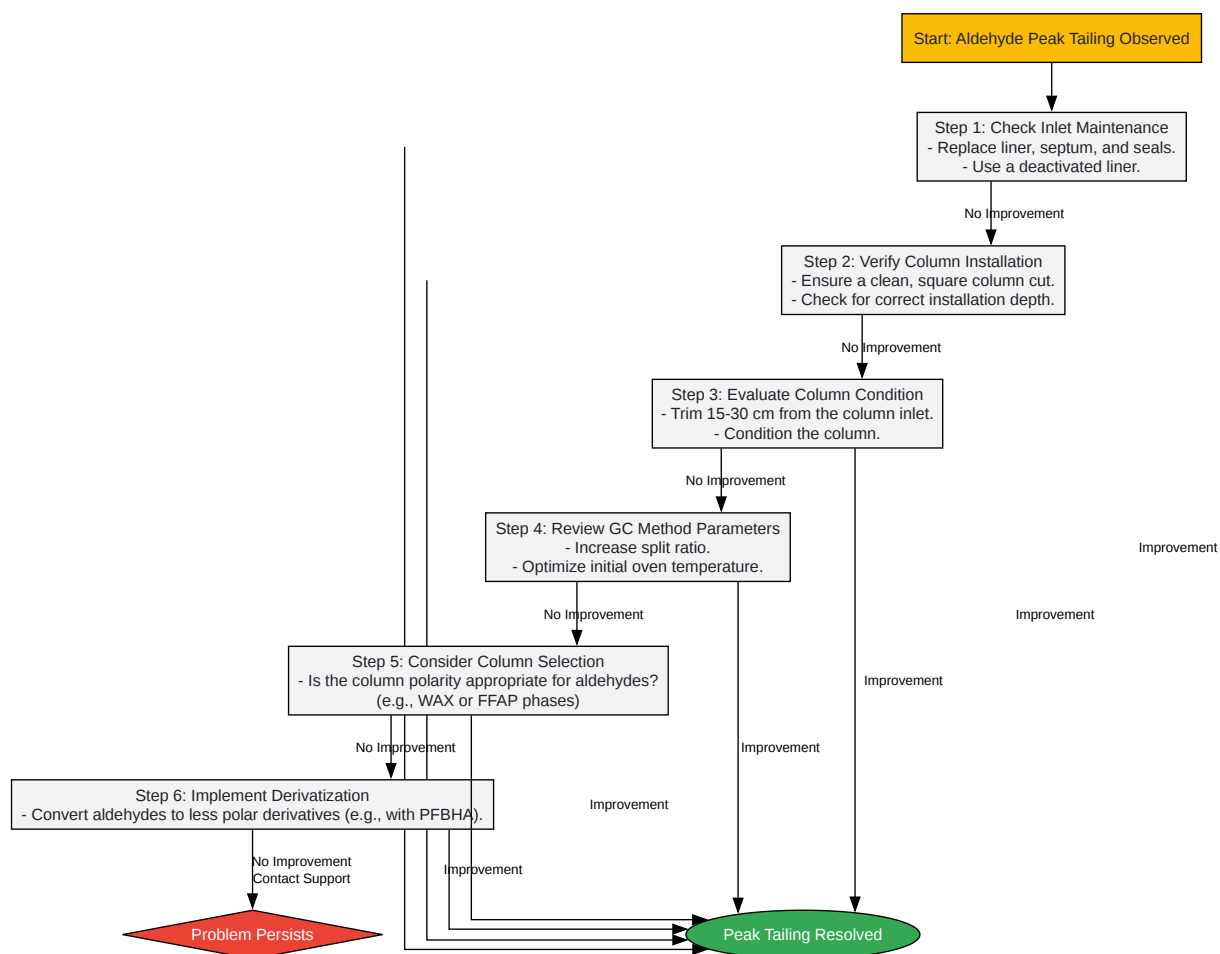 Start: Aldehyde Peak Tailing Observed
Step 1: Check Inlet Maintenance
- Replace liner, septum, and seals.
- Use a deactivated liner.
No Improvement
Step 2: Verify Column Installation
- Ensure a clean, square column cut.
- Check for correct installation depth.
No Improvement
Step 3: Evaluate Column Condition
- Trim 15-30 cm from the column inlet.
- Condition the column.
No Improvement
Step 4: Review GC Method Parameters
- Increase split ratio.
- Optimize initial oven temperature.
Improvement
No Improvement
Improvement
Step 5: Consider Column Selection
- Is the column polarity appropriate for aldehydes?
(e.g., WAX or FFAP phases)
Improvement
No Improvement
Improvement
Step 6: Implement Derivatization
- Convert aldehydes to less polar derivatives (e.g., with PFBHA).
Improvement
No Improvement
Contact Support
Improvement
Problem Persists
Peak Tailing Resolved